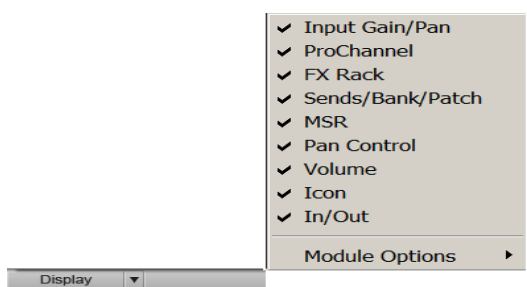 Input Gain/Pan
ProChannel
FX Rack
Sends/Bank/Patch
MSR
Pan Control
Volume
Icon
In/Out
Module Options
Display